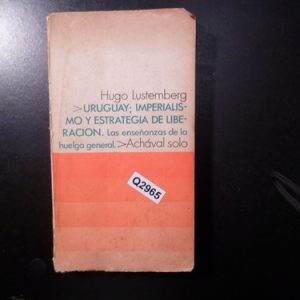 Hugo Lustemberg
>URUGUAY: IMPERIALIS-
MO Y ESTRATEGIA DE LIBE-
RACION. Las enseñanzas de la
huelga general. >Achával solo
Q2965